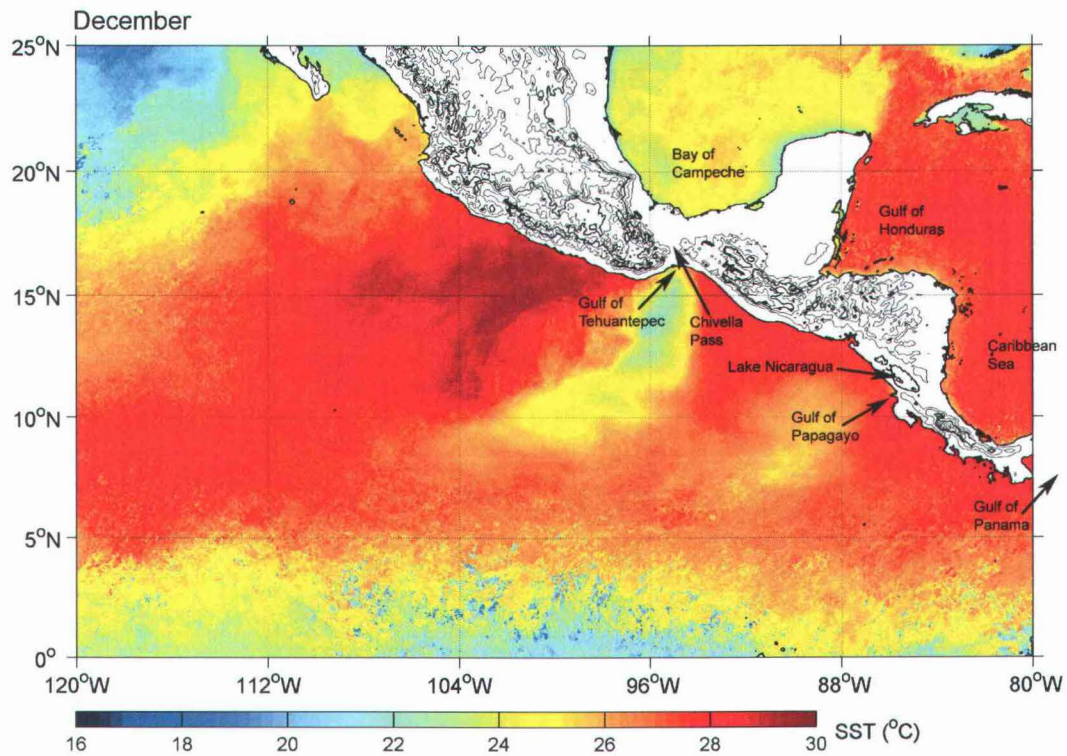 December
25°N
20°N
15°N
10°N
5°N
0°
Bay of
Campeche
Gulf of
Honduras
Gulf of
Tehuantepec
Chivella
Pass
Caribbean
Sea
Lake Nicaragua
Gulf of
Papagayo
Gulf of
Panama
120°W 112°W 104°W 96°W 88°W 80°W
16 18 20 22 24 26 28 30 SST (°C)